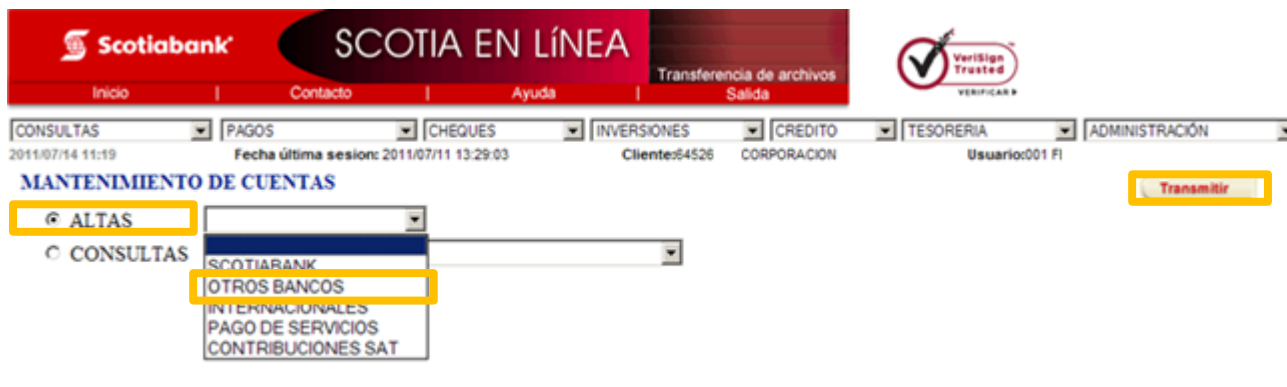 Scotiabank
SCOTIA EN LíNEA
Transferencia de archivos
VeriSign
Trusted
VERIFICAR
Inicio | Contacto | Ayuda | Salida
CONSULTAS PAGOS CHEQUES INVERSIONES CREDITO TESORERIA ADMINISTRACIÓN
2011/07/14 11:19 Fecha última sesion: 2011/07/11 13:29:03 Cliente:64526 CORPORACION Usuario:001 FI
MANTENIMIENTO DE CUENTAS
Transmitir
ALTAS
CONSULTAS
SCOTIABANK
OTROS BANCOS
INTERNACIONALES
PAGO DE SERVICIOS
CONTRIBUCIONES SAT